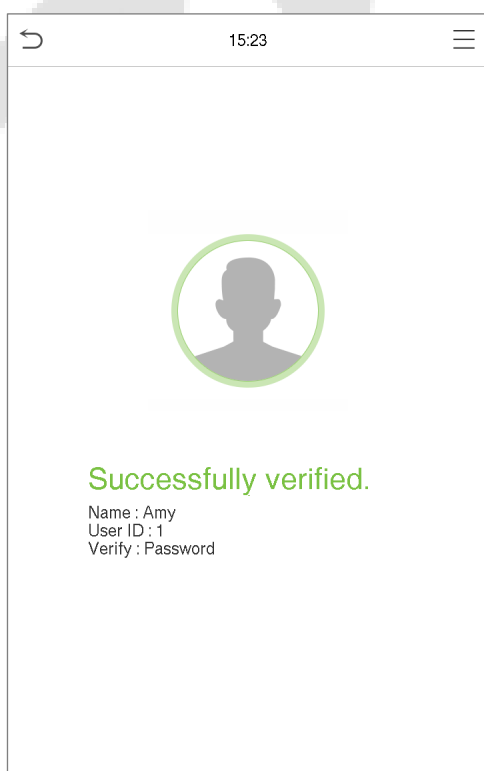 15:23
Successfully verified.
Name : Amy
User ID : 1
Verify : Password